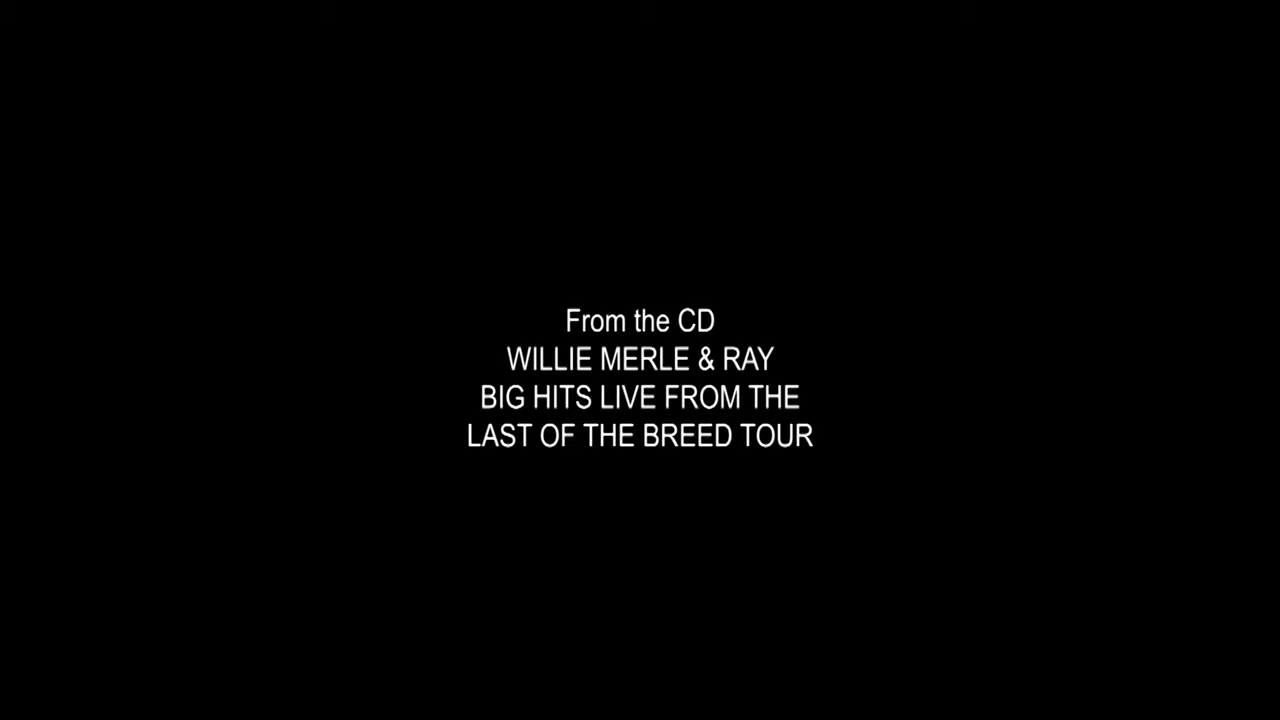 From the CD
WILLIE MERLE & RAY
BIG HITS LIVE FROM THE
LAST OF THE BREED TOUR